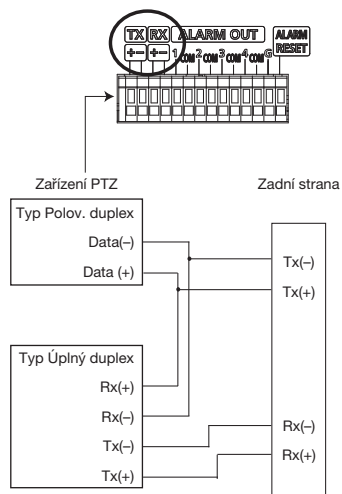 TX RX ALARM OUT ALARM RESET
+ − + − 1 COM 2 COM 3 COM 4 COM G
Zařízení PTZ
Zadní strana
Typ Polov. duplex
Data(–)
Data (+)
Tx(–)
Tx(+)
Typ Úplný duplex
Rx(+)
Rx(–)
Tx(–)
Tx(+)
Rx(–)
Rx(+)